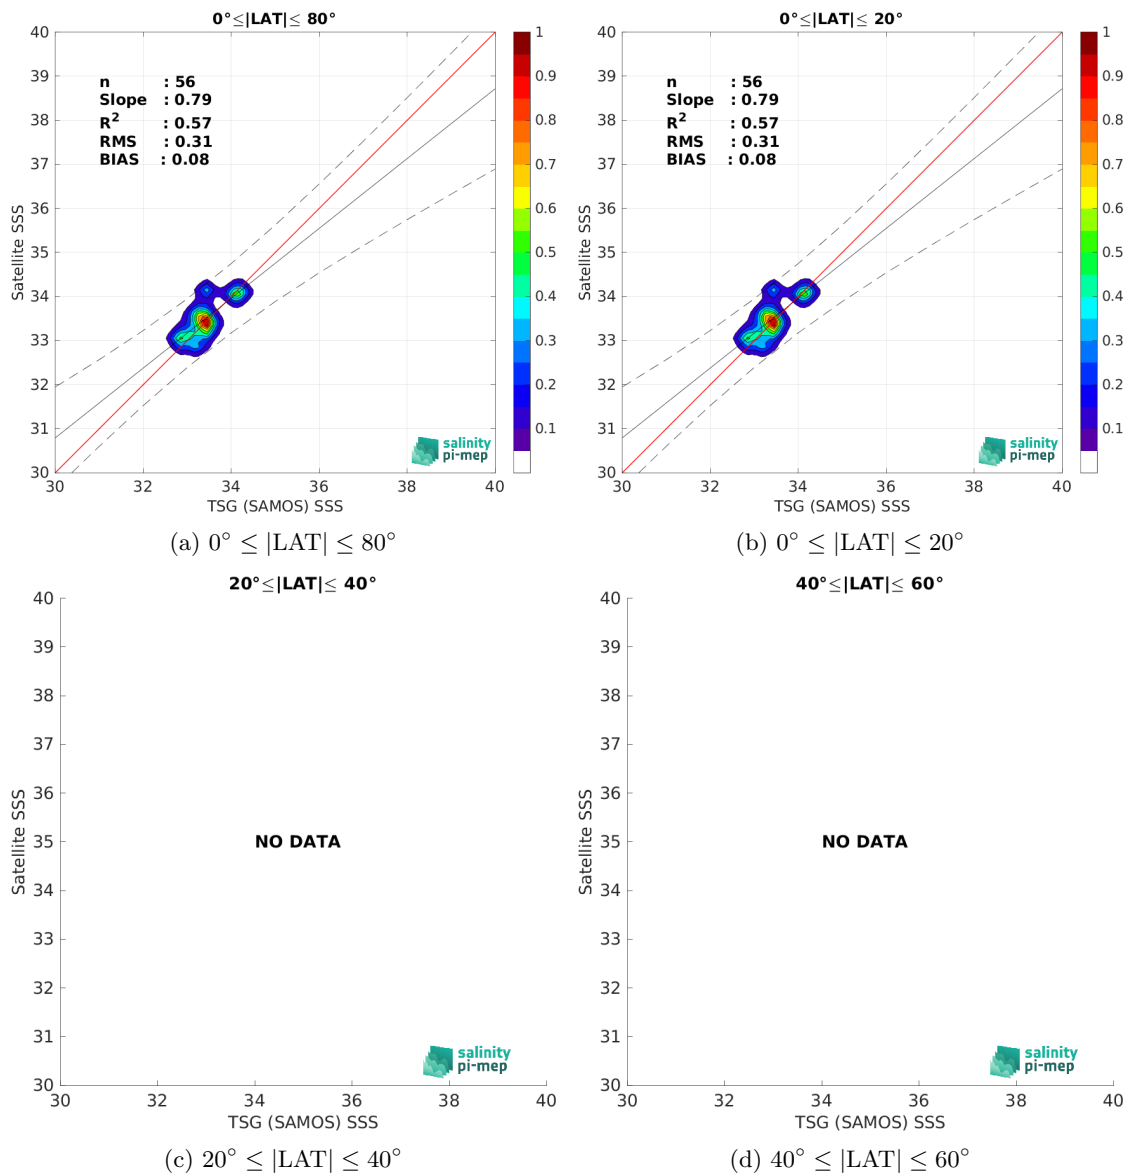 0°≤|LAT|≤ 80°
40
39
38
37
36
35
34
33
32
31
30
Satellite SSS
n : 56
Slope : 0.79
R² : 0.57
RMS : 0.31
BIAS : 0.08
salinity
pi-mep
30 32 34 36 38 40
TSG (SAMOS) SSS
1
0.9
0.8
0.7
0.6
0.5
0.4
0.3
0.2
0.1
(a) 0° ≤ |LAT| ≤ 80°
0°≤|LAT|≤ 20°
40
39
38
37
36
35
34
33
32
31
30
Satellite SSS
n : 56
Slope : 0.79
R² : 0.57
RMS : 0.31
BIAS : 0.08
salinity
pi-mep
30 32 34 36 38 40
TSG (SAMOS) SSS
1
0.9
0.8
0.7
0.6
0.5
0.4
0.3
0.2
0.1
(b) 0° ≤ |LAT| ≤ 20°
20°≤|LAT|≤ 40°
40
39
38
37
36
35
34
33
32
31
30
Satellite SSS
NO DATA
salinity
pi-mep
30 32 34 36 38 40
TSG (SAMOS) SSS
(c) 20° ≤ |LAT| ≤ 40°
40°≤|LAT|≤ 60°
40
39
38
37
36
35
34
33
32
31
30
Satellite SSS
NO DATA
salinity
pi-mep
30 32 34 36 38 40
TSG (SAMOS) SSS
(d) 40° ≤ |LAT| ≤ 60°